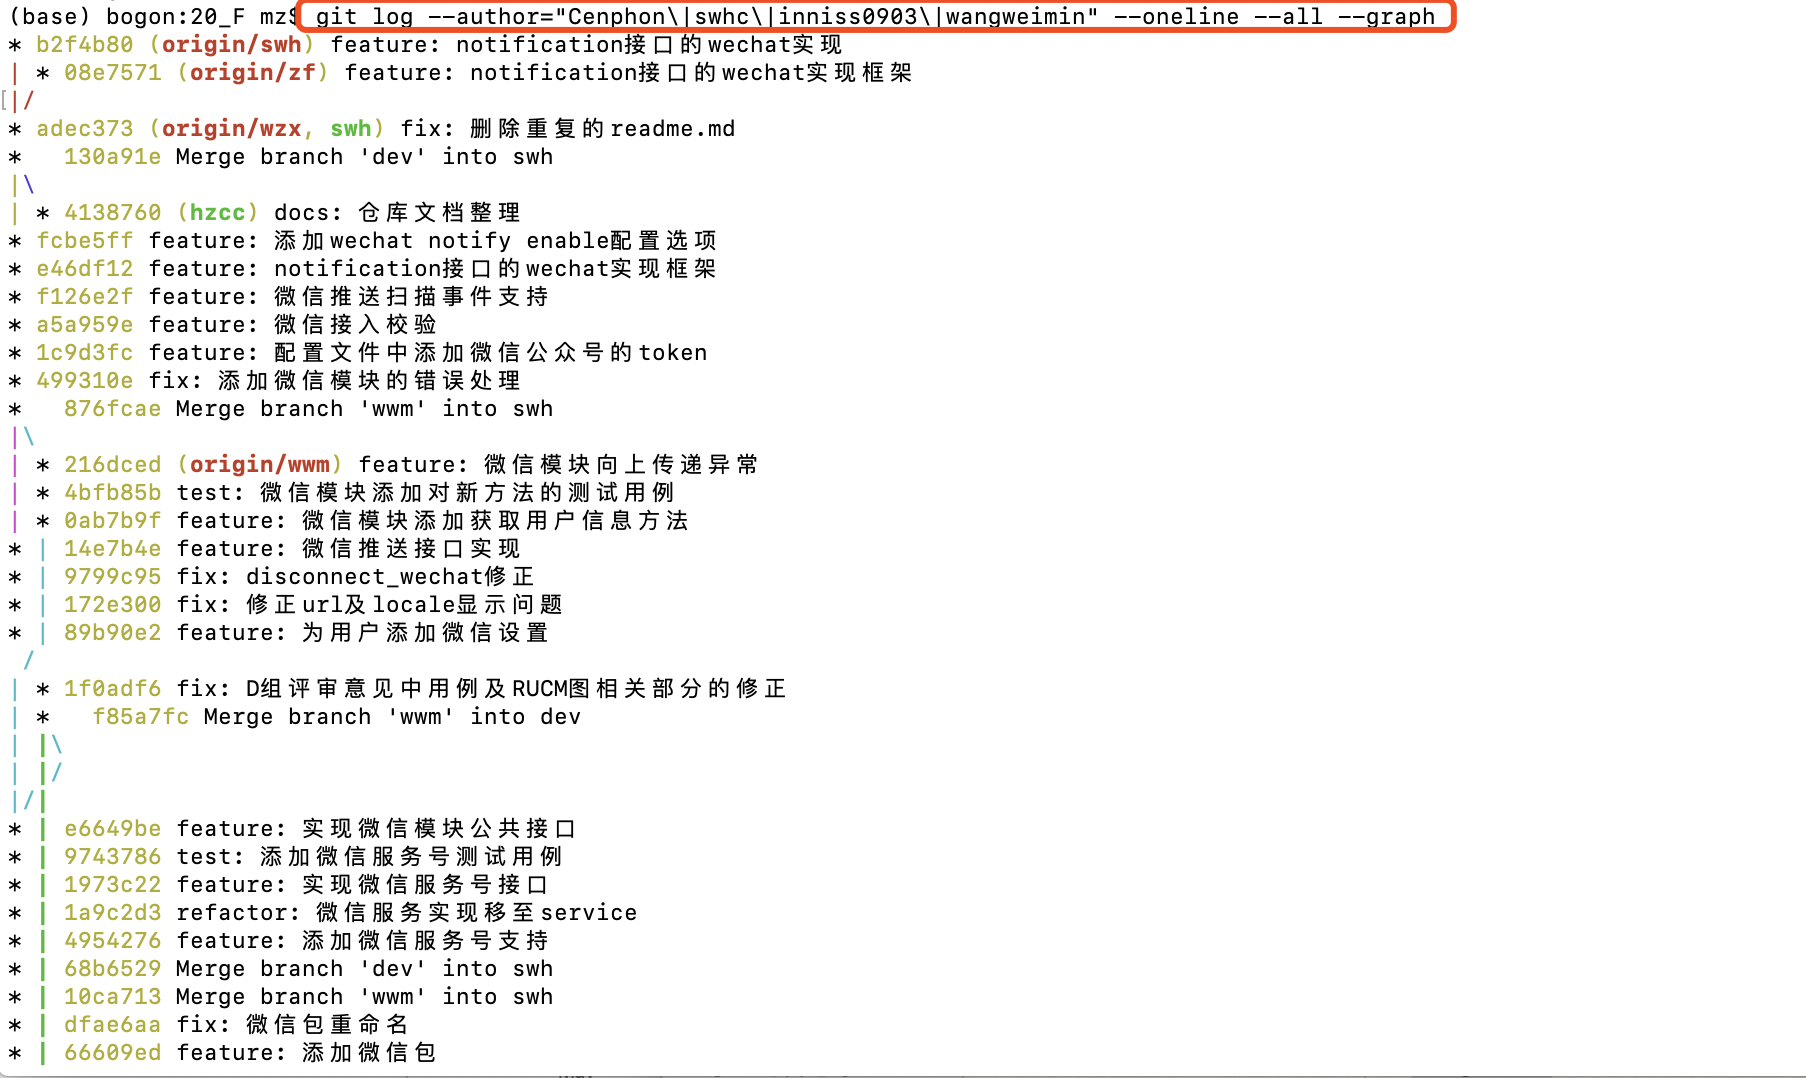 (base) bogon:20_F mz$ git log --author="Cenphon\|swhc\|inniss0903\|wangweimin" --oneline --all --graph
* b2f4b80 (origin/swh) feature: notification接口的wechat实现
| * 08e7571 (origin/zf) feature: notification接口的wechat实现框架
|/
* adec373 (origin/wzx, swh) fix: 删除重复的readme.md
*   130a91e Merge branch 'dev' into swh
|\
| * 4138760 (hzcc) docs: 仓库文档整理
* fcbe5ff feature: 添加wechat notify enable配置选项
* e46df12 feature: notification接口的wechat实现框架
* f126e2f feature: 微信推送扫描事件支持
* a5a959e feature: 微信接入校验
* 1c9d3fc feature: 配置文件中添加微信公众号的token
* 499310e fix: 添加微信模块的错误处理
*   876fcae Merge branch 'wwm' into swh
|\
| * 216dced (origin/wwm) feature: 微信模块向上传递异常
| * 4bfb85b test: 微信模块添加对新方法的测试用例
| * 0ab7b9f feature: 微信模块添加获取用户信息方法
* | 14e7b4e feature: 微信推送接口实现
* | 9799c95 fix: disconnect_wechat修正
* | 172e300 fix: 修正url及locale显示问题
* | 89b90e2 feature: 为用户添加微信设置
 /
| * 1f0adf6 fix: D组评审意见中用例及RUCM图相关部分的修正
| *   f85a7fc Merge branch 'wwm' into dev
| |\
| |/
|/|
* | e6649be feature: 实现微信模块公共接口
* | 9743786 test: 添加微信服务号测试用例
* | 1973c22 feature: 实现微信服务号接口
* | 1a9c2d3 refactor: 微信服务实现移至service
* | 4954276 feature: 添加微信服务号支持
* | 68b6529 Merge branch 'dev' into swh
* | 10ca713 Merge branch 'wwm' into swh
* | dfae6aa fix: 微信包重命名
* | 66609ed feature: 添加微信包